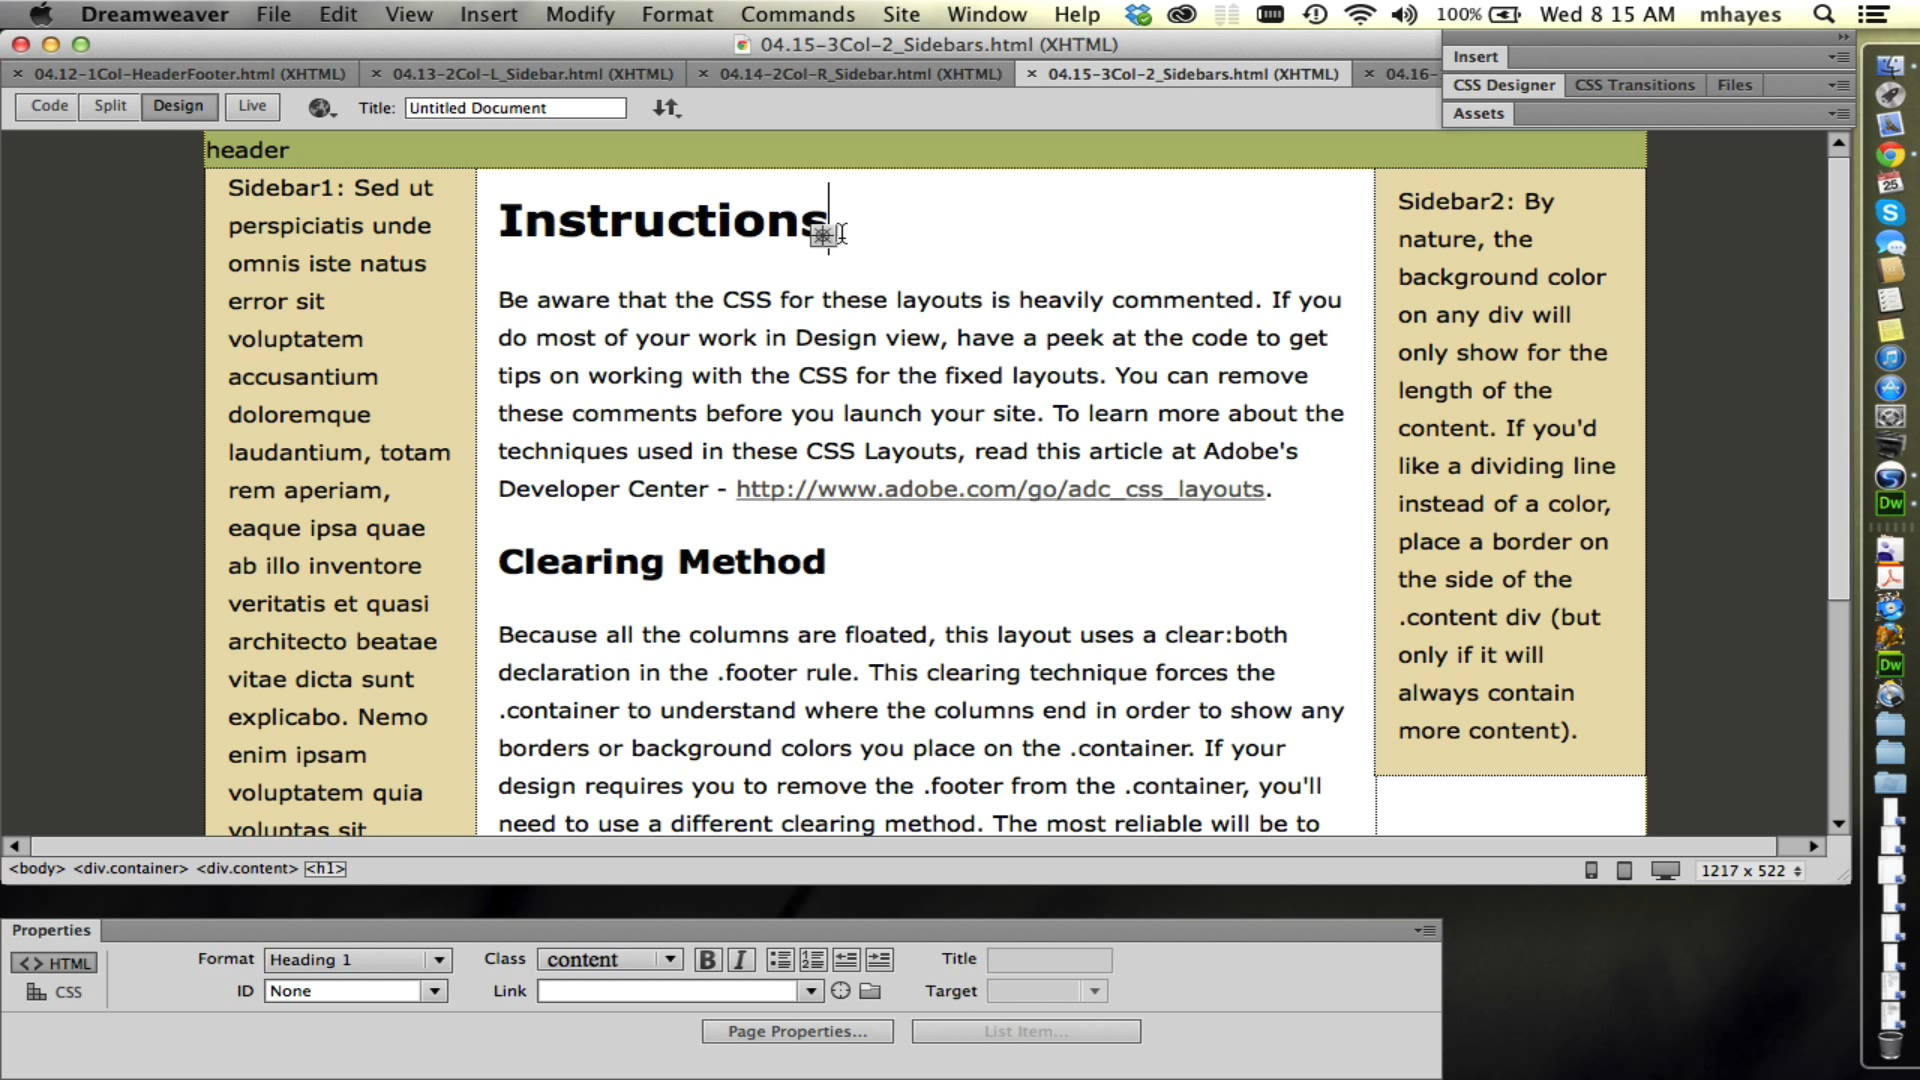 Dreamweaver File Edit View Insert Modify Format Commands Site Window Help 100% Wed 8 15 AM mhayes
04.15-3Col-2_Sidebars.html (XHTML)
04.12-1Col-HeaderFooter.html (XHTML) 04.13-2Col-L_Sidebar.html (XHTML) 04.14-2Col-R_Sidebar.html (XHTML) 04.15-3Col-2_Sidebars.html (XHTML) 04.16-
Code Split Design Live Title: Untitled Document
Insert
CSS Designer CSS Transitions Files
Assets
header
Sidebar1: Sed ut
perspiciatis unde
omnis iste natus
error sit
voluptatem
accusantium
doloremque
laudantium, totam
rem aperiam,
eaque ipsa quae
ab illo inventore
veritatis et quasi
architecto beatae
vitae dicta sunt
explicabo. Nemo
enim ipsam
voluptatem quia
voluptas sit
Instructions
Be aware that the CSS for these layouts is heavily commented. If you
do most of your work in Design view, have a peek at the code to get
tips on working with the CSS for the fixed layouts. You can remove
these comments before you launch your site. To learn more about the
techniques used in these CSS Layouts, read this article at Adobe's
Developer Center - http://www.adobe.com/go/adc_css_layouts.
Clearing Method
Because all the columns are floated, this layout uses a clear:both
declaration in the .footer rule. This clearing technique forces the
.container to understand where the columns end in order to show any
borders or background colors you place on the .container. If your
design requires you to remove the .footer from the .container, you'll
need to use a different clearing method. The most reliable will be to
Sidebar2: By
nature, the
background color
on any div will
only show for the
length of the
content. If you'd
like a dividing line
instead of a color,
place a border on
the side of the
.content div (but
only if it will
always contain
more content).
25
Dw
Dw
<body> <div.container> <div.content> <h1> 1217 x 522
Properties
<> HTML Format Heading 1 Class content B I Title
CSS ID None Link Target
Page Properties... List Item...